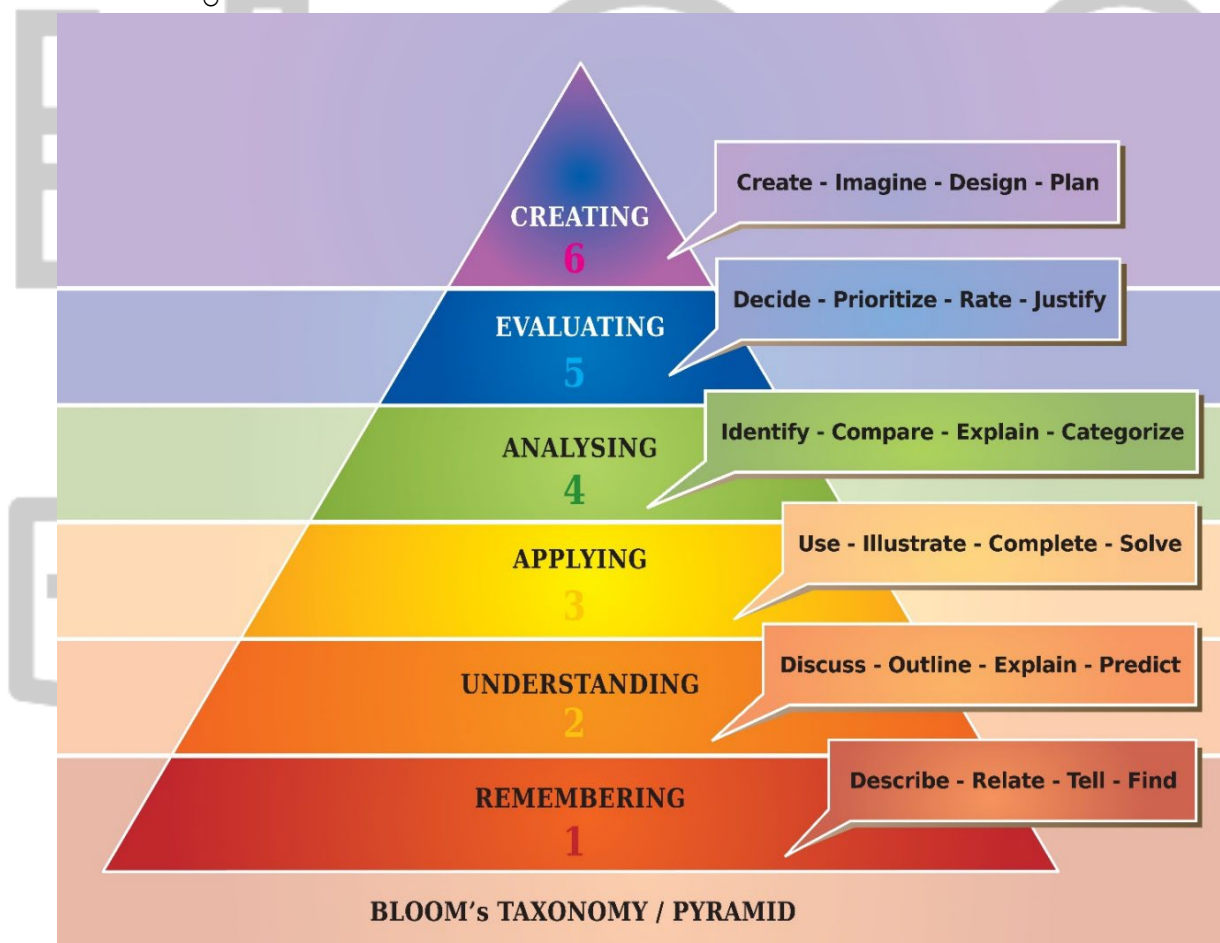 CREATING
6
Create - Imagine - Design - Plan
EVALUATING
5
Decide - Prioritize - Rate - Justify
ANALYSING
4
Identify - Compare - Explain - Categorize
APPLYING
3
Use - Illustrate - Complete - Solve
UNDERSTANDING
2
Discuss - Outline - Explain - Predict
REMEMBERING
1
Describe - Relate - Tell - Find
BLOOM's TAXONOMY / PYRAMID